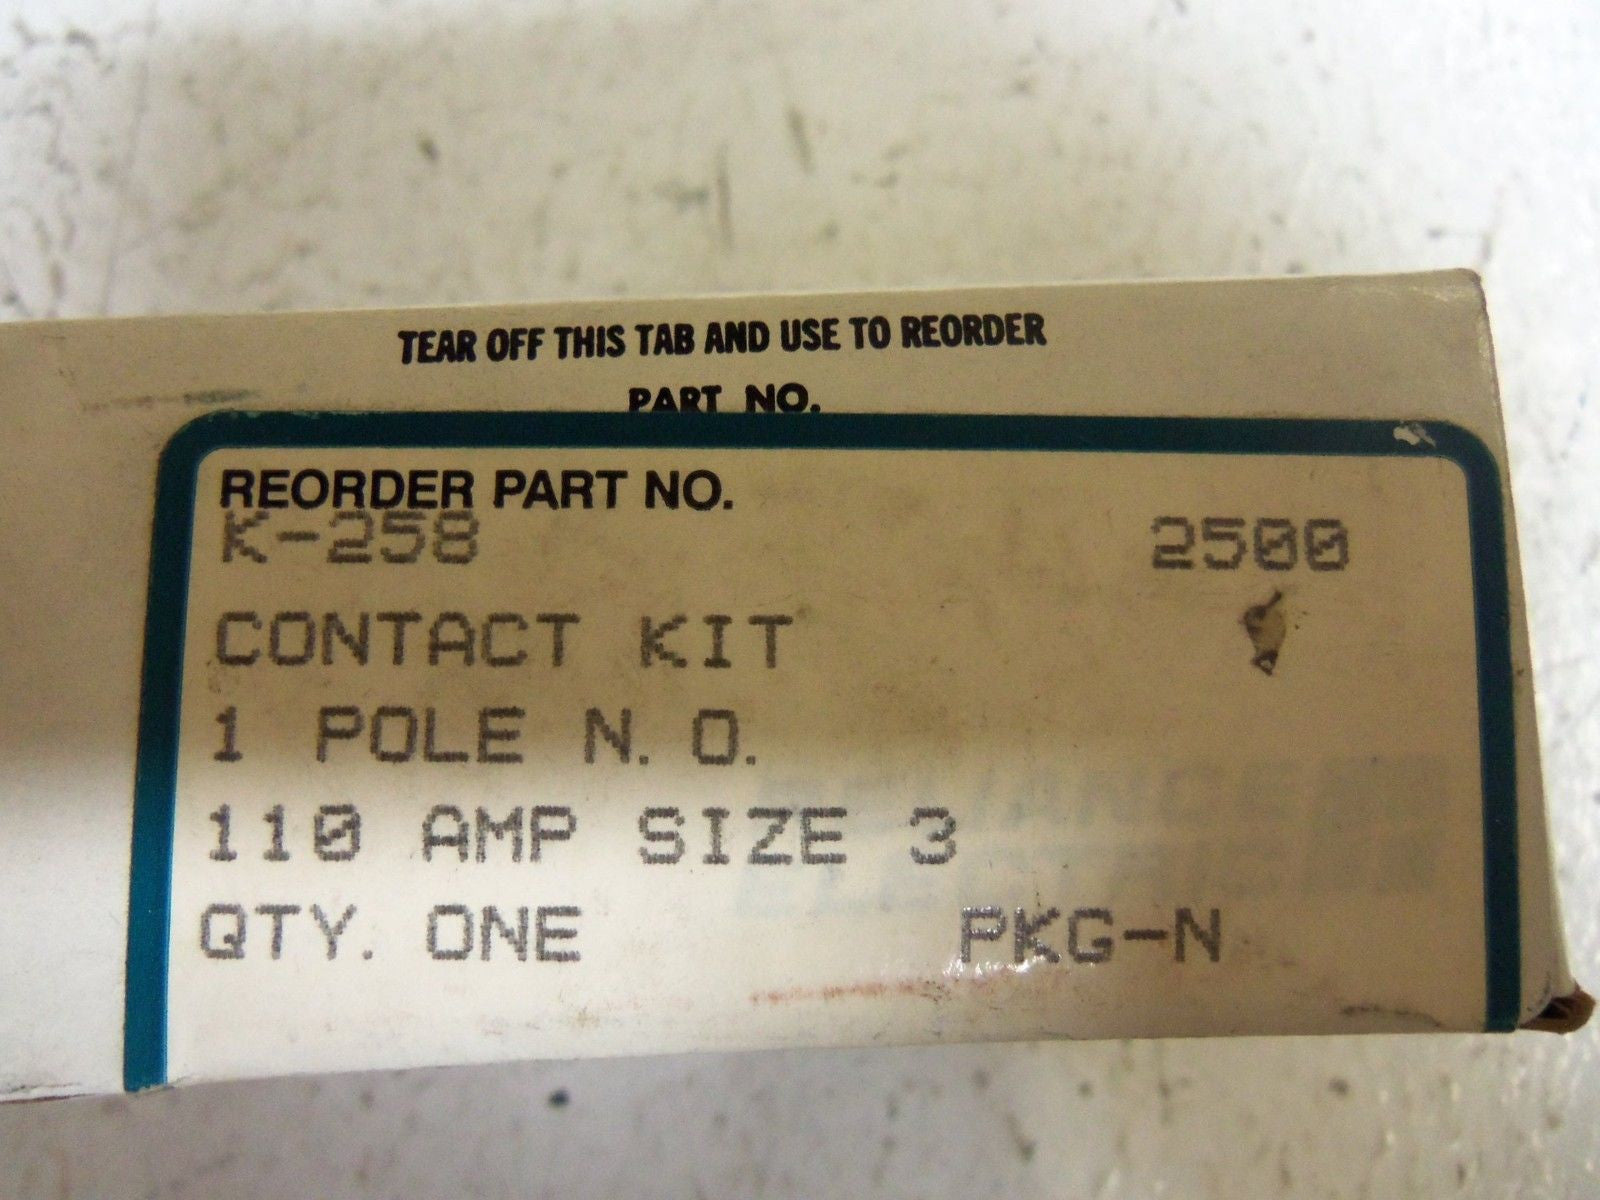 TEAR OFF THIS TAB AND USE TO REORDER
PART NO.
REORDER PART NO.
K-258 2500
CONTACT KIT
1 POLE N.O.
110 AMP SIZE 3
QTY. ONE PKG-N